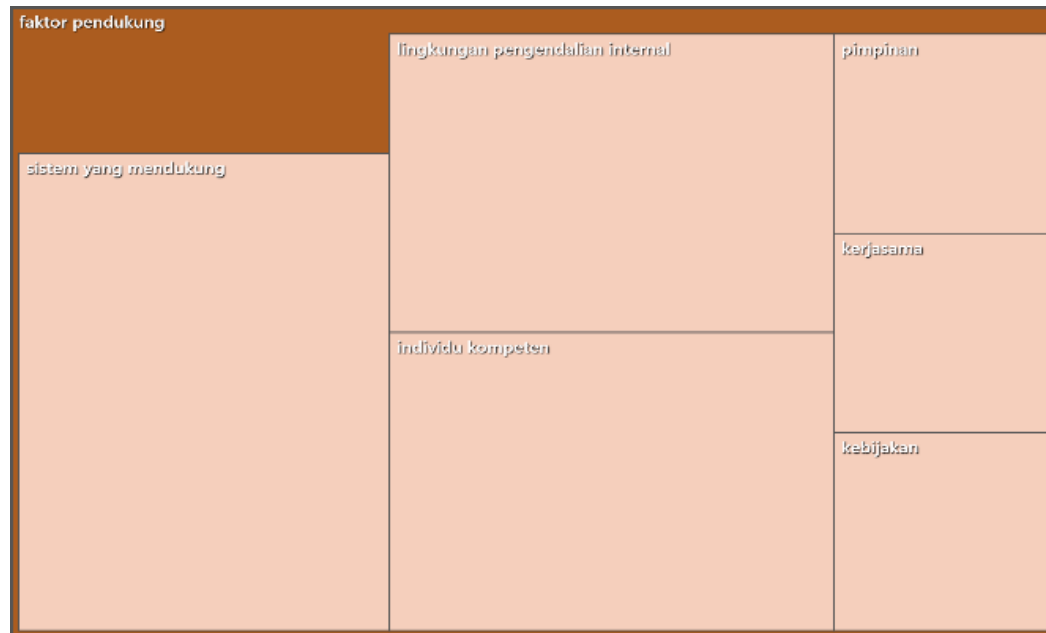 faktor pendukung
lingkungan pengendalian internal
pimpinan
sistem yang mendukung
kerjasama
individu kompeten
kebijakan